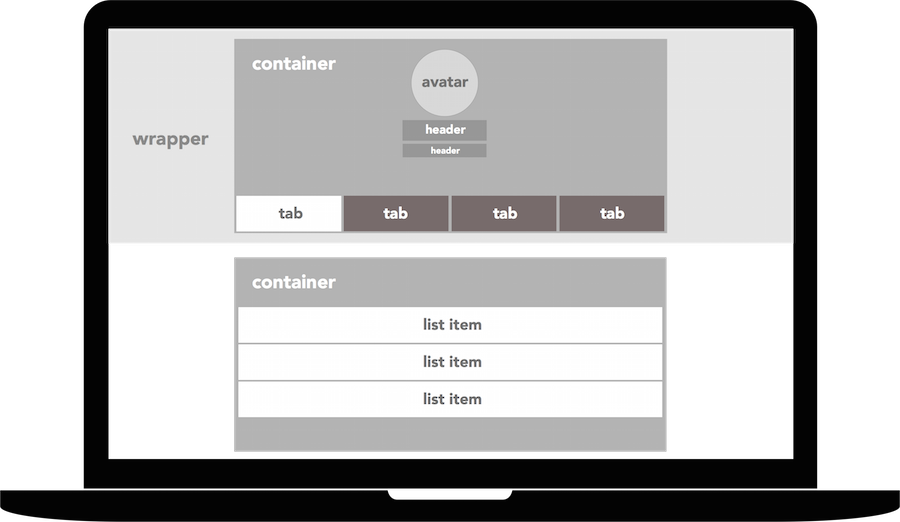 container
avatar
wrapper
header
header
tab tab tab tab
container
list item
list item
list item